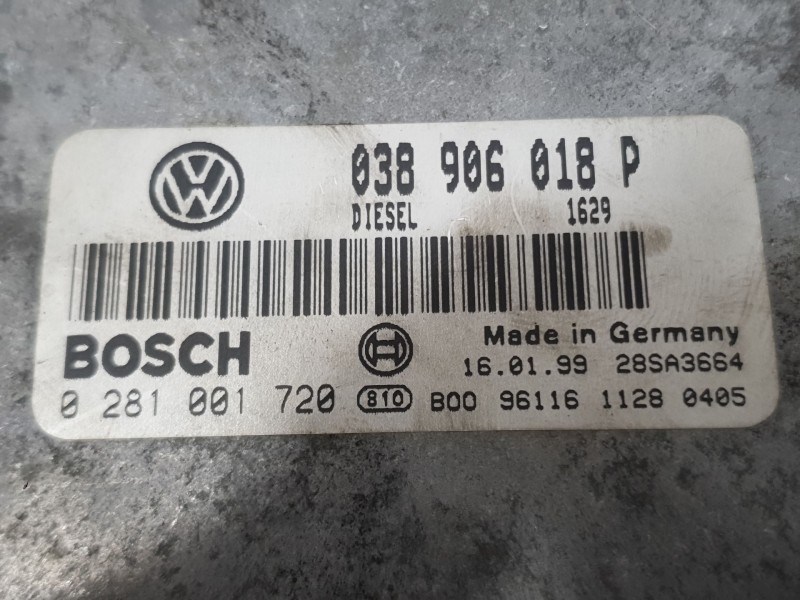 038 906 018 P
DIESEL 1629
BOSCH Made in Germany
16.01.99 28SA3664
0 281 001 720 810 B00 96116 1128 0405